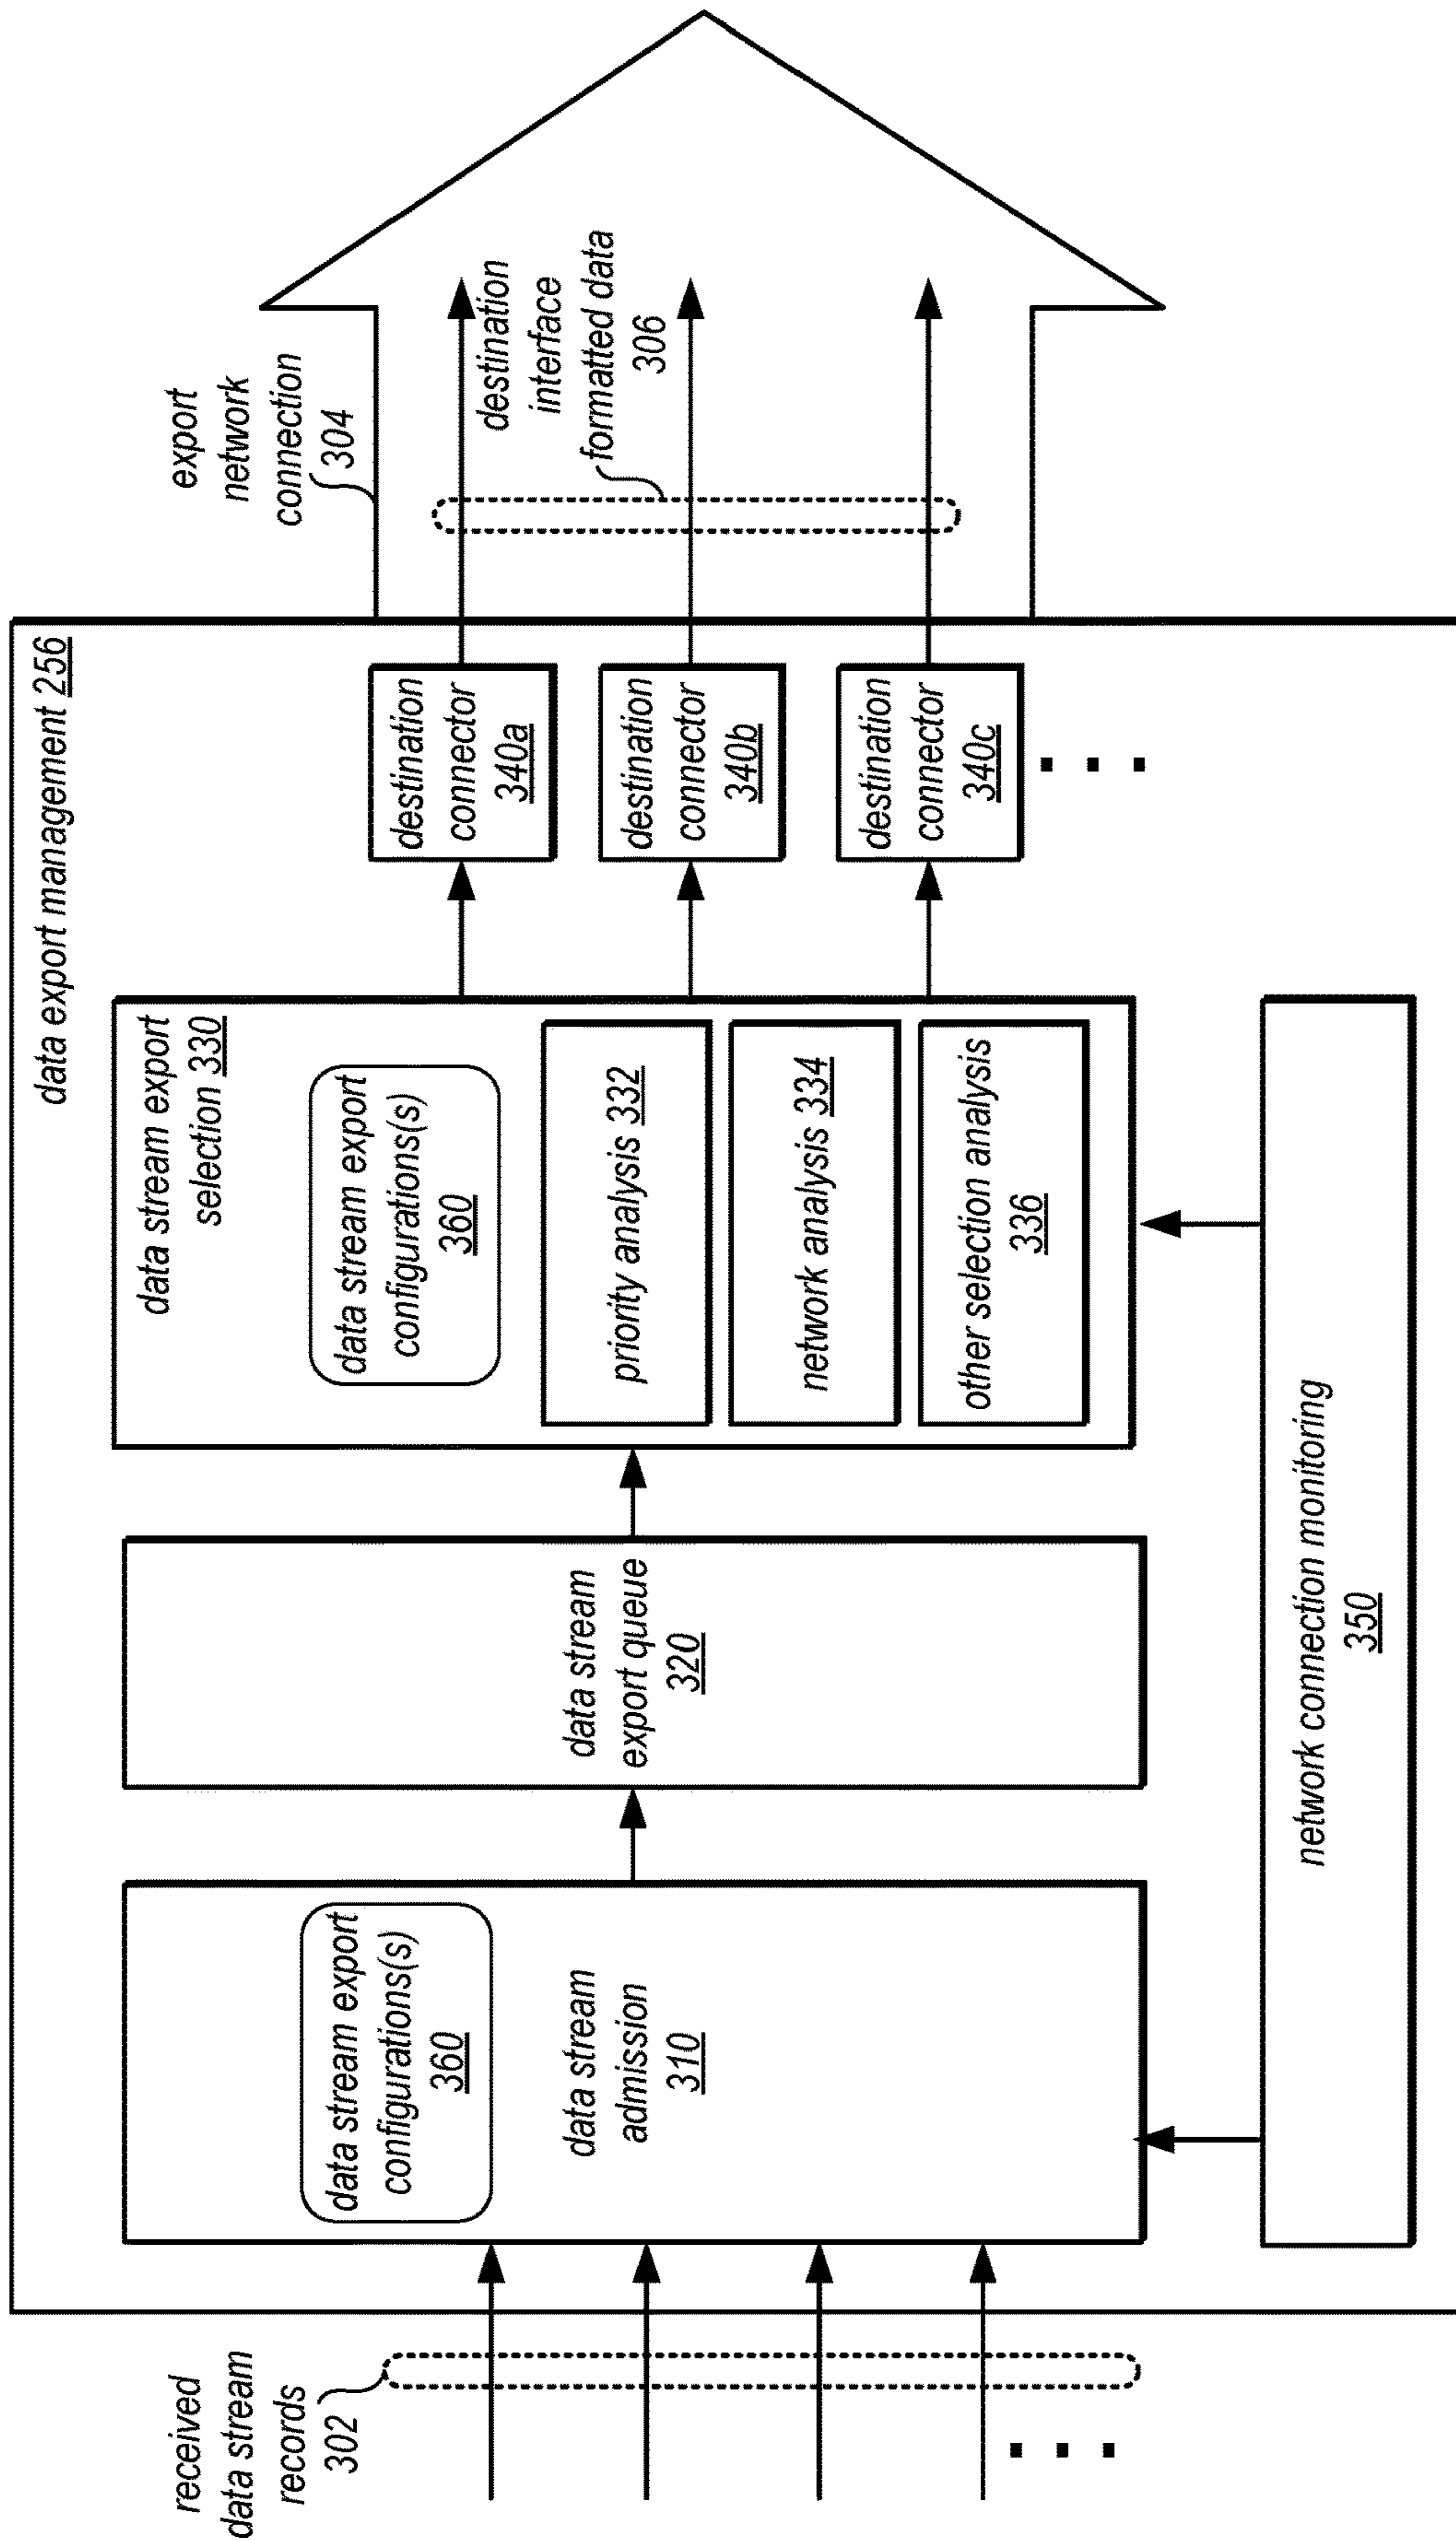 data export management 256
received
data stream
records
302
data stream export
configurations(s)
360
data stream
admission
310
data stream
export queue
320
data stream export
selection 330
data stream export
configurations(s)
360
priority analysis 332
network analysis 334
other selection analysis
336
destination
connector
340a
destination
connector
340b
destination
connector
340c
network connection monitoring
350
export
network
connection
304
destination
interface
formatted data
306